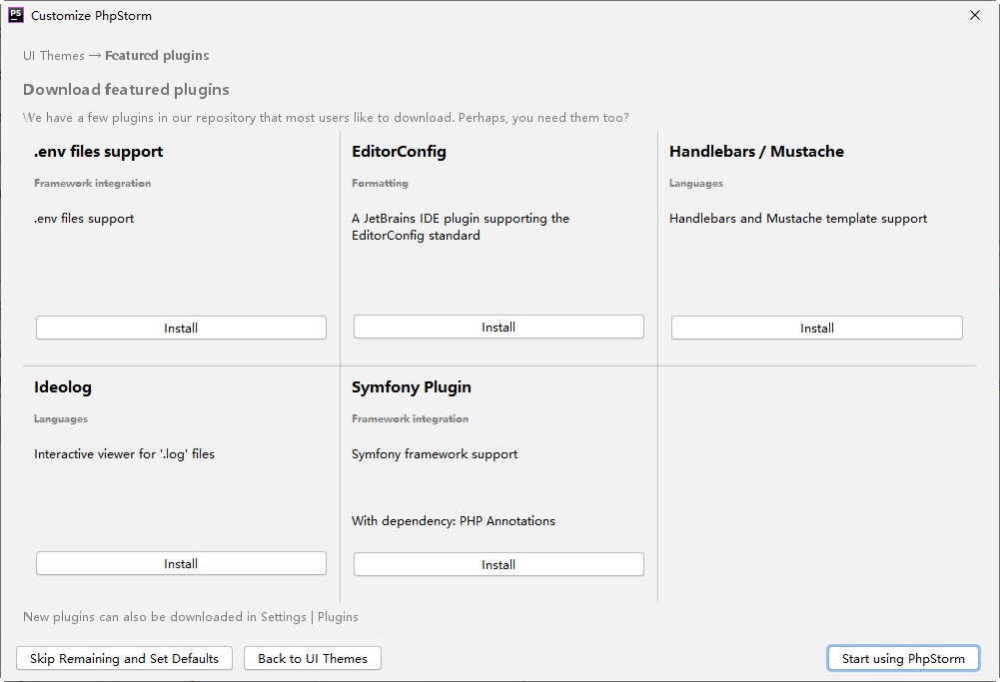 PS
Customize PhpStorm
UI Themes → Featured plugins
Download featured plugins
We have a few plugins in our repository that most users like to download. Perhaps, you need them too?
.env files support
Framework integration
.env files support
Install
EditorConfig
Formatting
A JetBrains IDE plugin supporting the
EditorConfig standard
Install
Handlebars / Mustache
Languages
Handlebars and Mustache template support
Install
Ideolog
Languages
Interactive viewer for '.log' files
Install
Symfony Plugin
Framework integration
Symfony framework support
With dependency: PHP Annotations
Install
New plugins can also be downloaded in Settings | Plugins
Skip Remaining and Set Defaults
Back to UI Themes
Start using PhpStorm